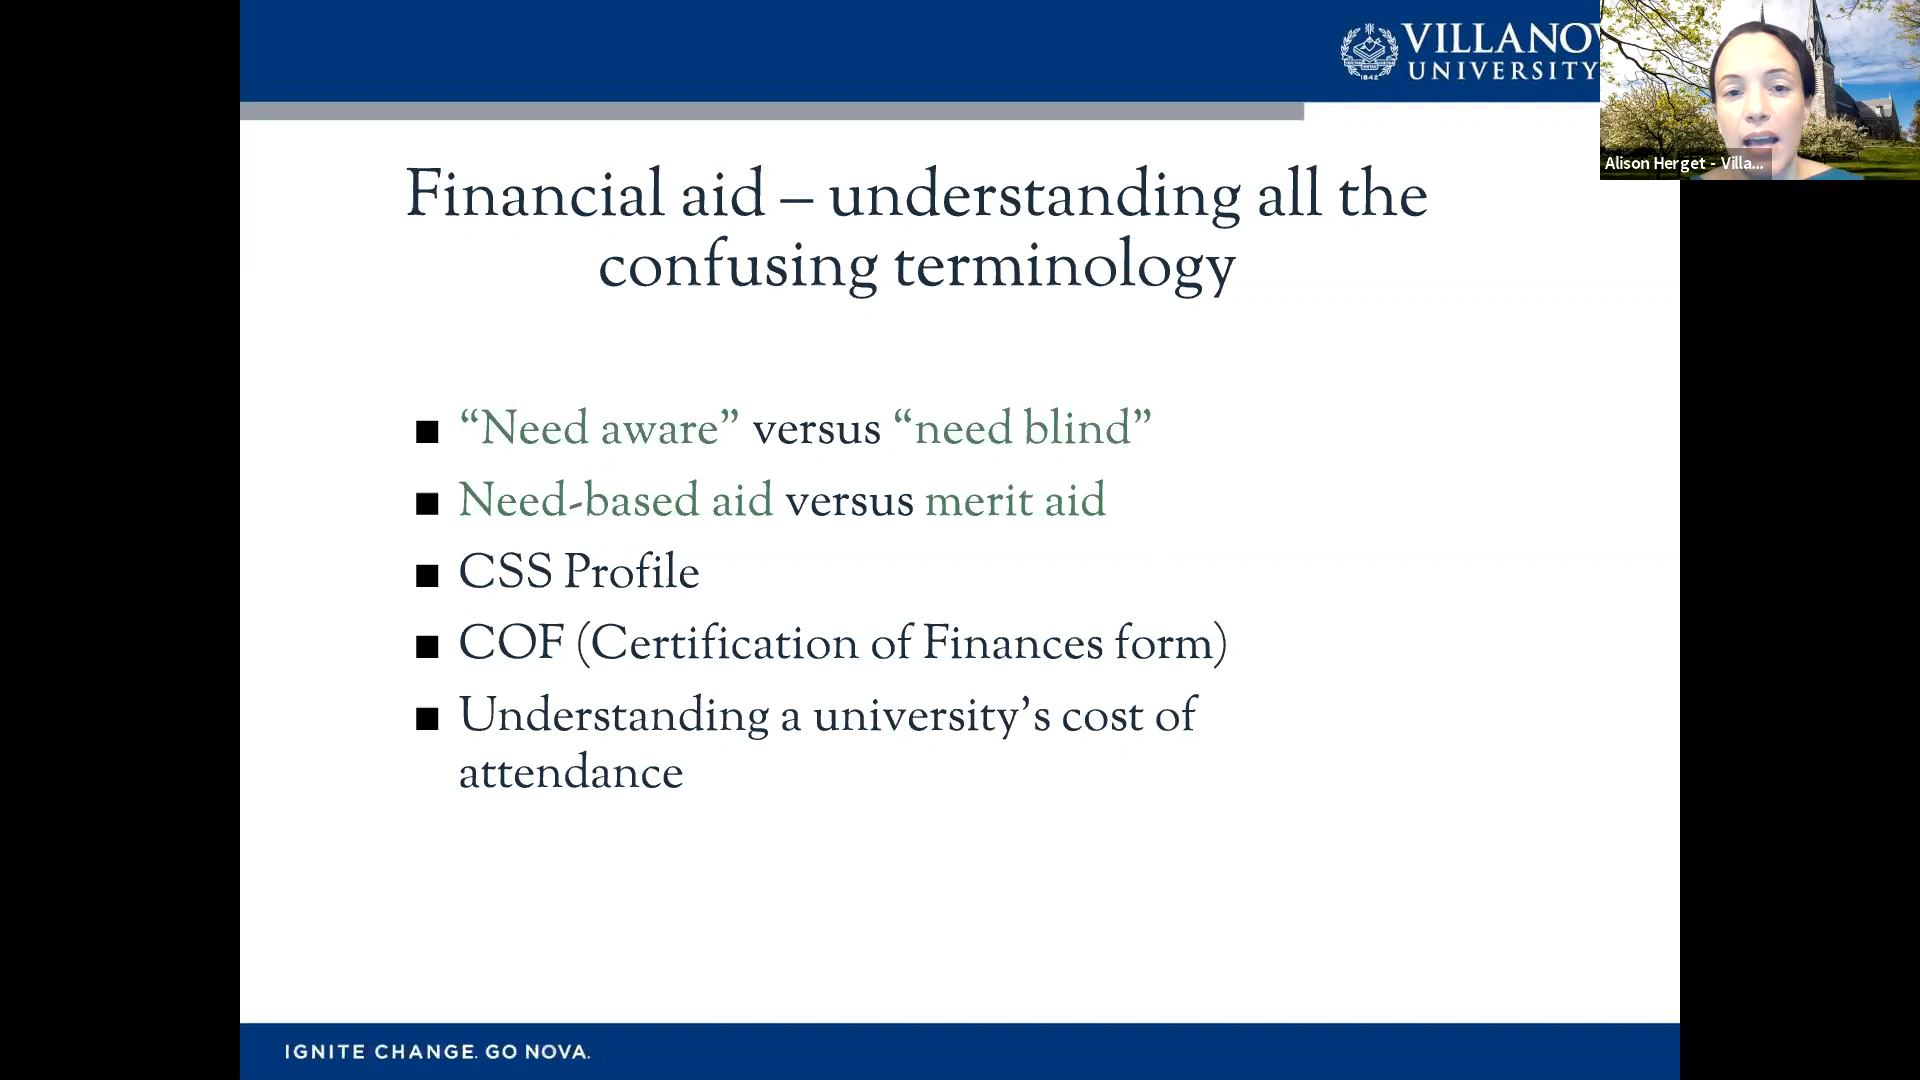 VILLANO
UNIVERSITY
1842
Alison Herget - Villa...
Financial aid – understanding all the
confusing terminology
■ “Need aware” versus “need blind”
■ Need-based aid versus merit aid
■ CSS Profile
■ COF (Certification of Finances form)
■ Understanding a university’s cost of
attendance
IGNITE CHANGE. GO NOVA.